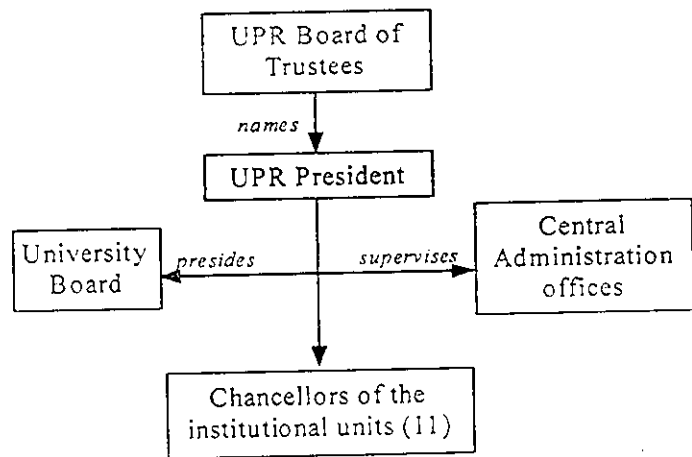 UPR Board of
Trustees
names
UPR President
University
Board
presides
supervises
Central
Administration
offices
Chancellors of the
institutional units (11)